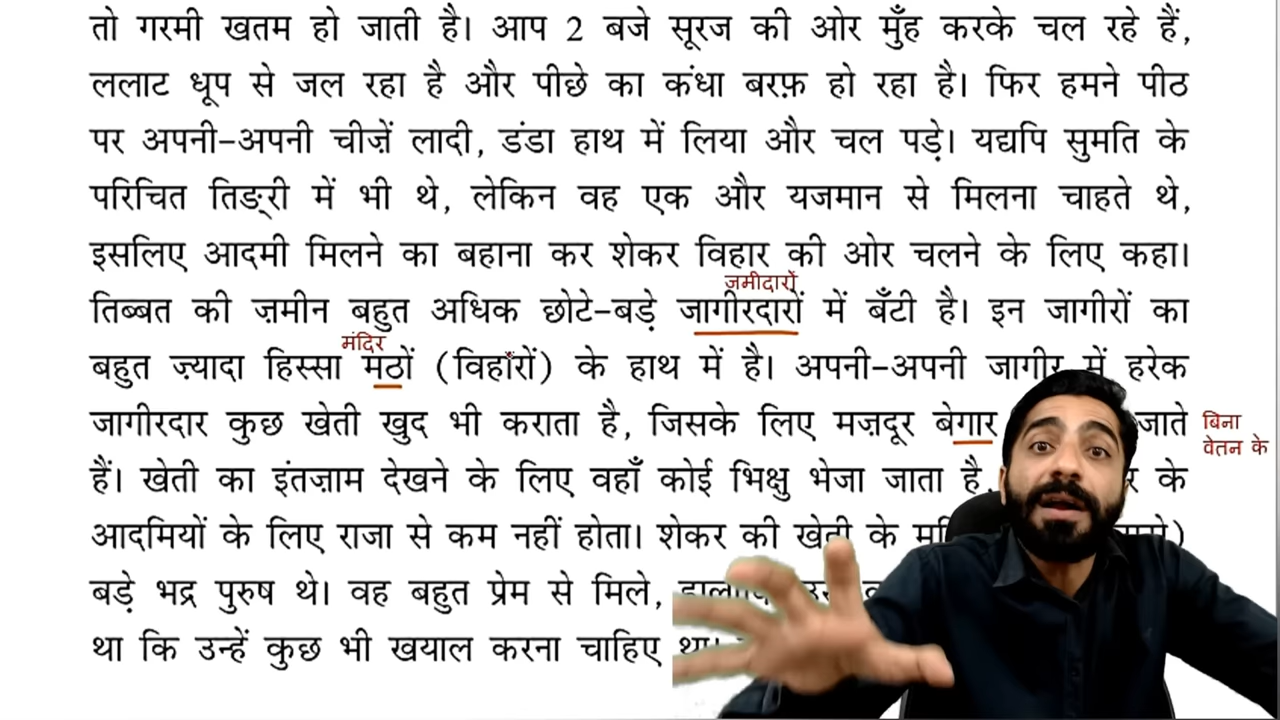 तो गरमी खतम हो जाती है। आप 2 बजे सूरज की ओर मुँह करके चल रहे हैं,
ललाट धूप से जल रहा है और पीछे का कंधा बरफ़ हो रहा है। फिर हमने पीठ
पर अपनी-अपनी चीज़ें लादी, डंडा हाथ में लिया और चल पड़े। यद्यपि सुमति के
परिचित तिङ्री में भी थे, लेकिन वह एक और यजमान से मिलना चाहते थे,
इसलिए आदमी मिलने का बहाना कर शेकर विहार की ओर चलने के लिए कहा।
ज़मीदारों
तिब्बत की ज़मीन बहुत अधिक छोटे-बड़े जागीरदारों में बँटी है। इन जागीरों का
मंदिर
बहुत ज़्यादा हिस्सा मठों (विहारों) के हाथ में है। अपनी-अपनी जागीर में हरेक
जागीरदार कुछ खेती खुद भी कराता है, जिसके लिए मज़दूर बेगार जाते
बिना
वेतन के
हैं। खेती का इंतज़ाम देखने के लिए वहाँ कोई भिक्षु भेजा जाता है, के
आदमियों के लिए राजा से कम नहीं होता। शेकर की खेती के
बड़े भद्र पुरुष थे। वह बहुत प्रेम से मिले,
था कि उन्हें कुछ भी खयाल करना चाहिए था।